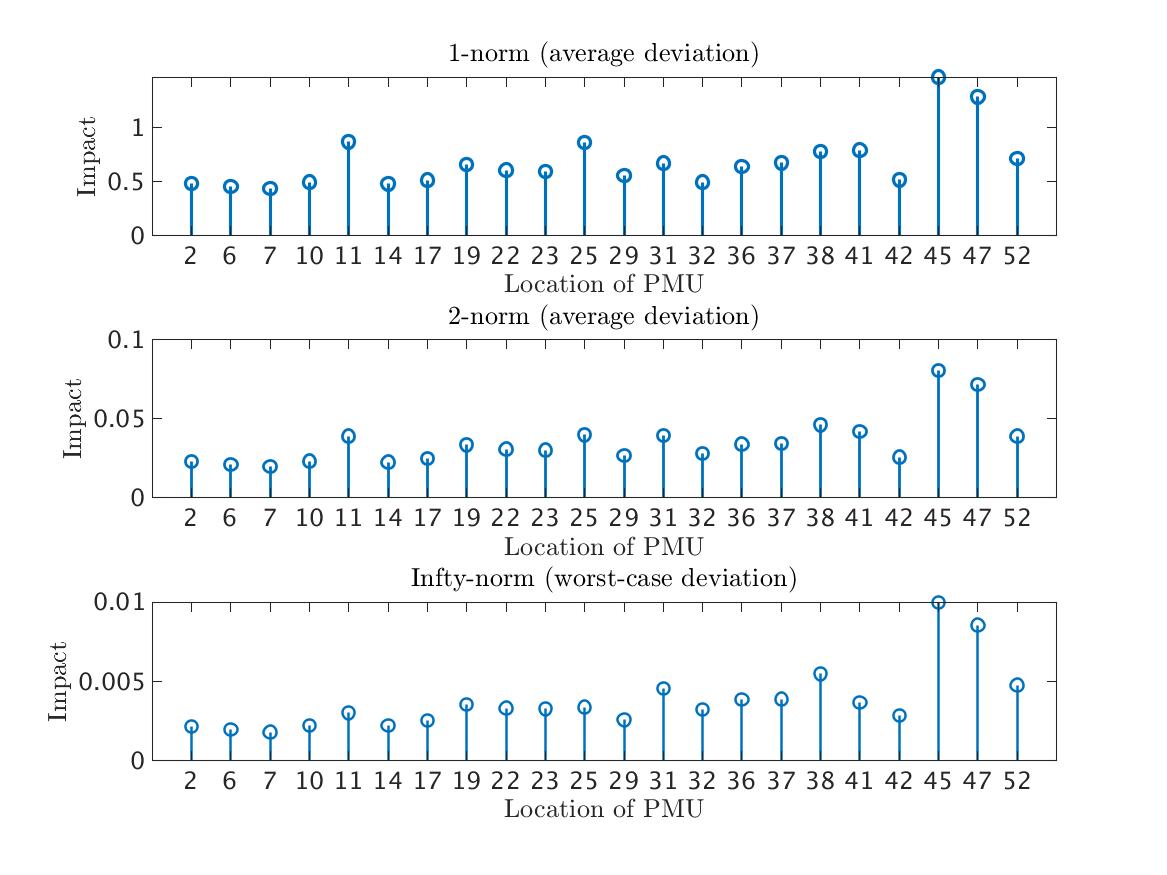 1-norm (average deviation)
Impact
1
0.5
0
2 6 7 10 11 14 17 19 22 23 25 29 31 32 36 37 38 41 42 45 47 52
Location of PMU
2-norm (average deviation)
Impact
0.1
0.05
0
2 6 7 10 11 14 17 19 22 23 25 29 31 32 36 37 38 41 42 45 47 52
Location of PMU
Infty-norm (worst-case deviation)
Impact
0.01
0.005
0
2 6 7 10 11 14 17 19 22 23 25 29 31 32 36 37 38 41 42 45 47 52
Location of PMU